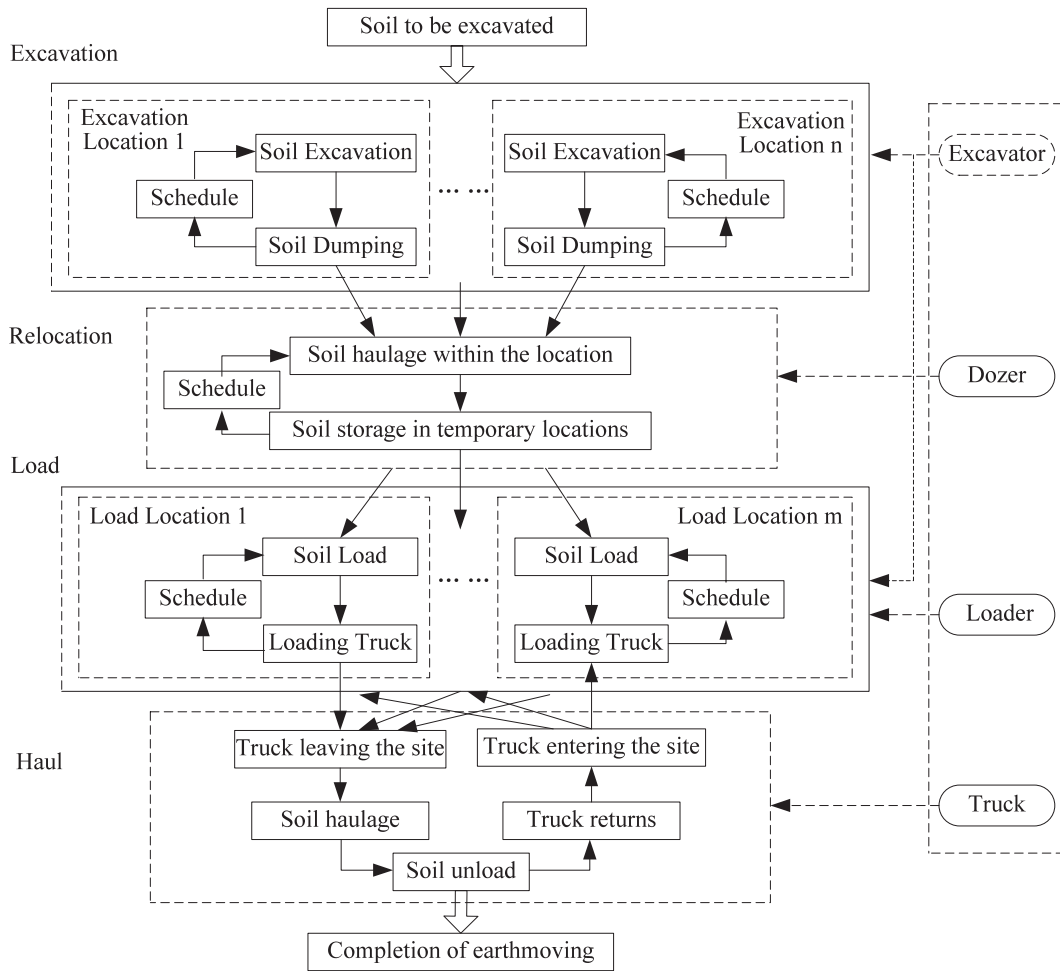 Soil to be excavated
Excavation
Excavation
Location 1
Soil Excavation
Schedule
Soil Dumping
... ...
Excavation
Location n
Soil Excavation
Schedule
Soil Dumping
Excavator
Relocation
Soil haulage within the location
Schedule
Soil storage in temporary locations
Dozer
Load
Load Location 1
Soil Load
Schedule
Loading Truck
... ...
Load Location m
Soil Load
Schedule
Loading Truck
Loader
Haul
Truck leaving the site
Truck entering the site
Soil haulage
Truck returns
Soil unload
Truck
Completion of earthmoving